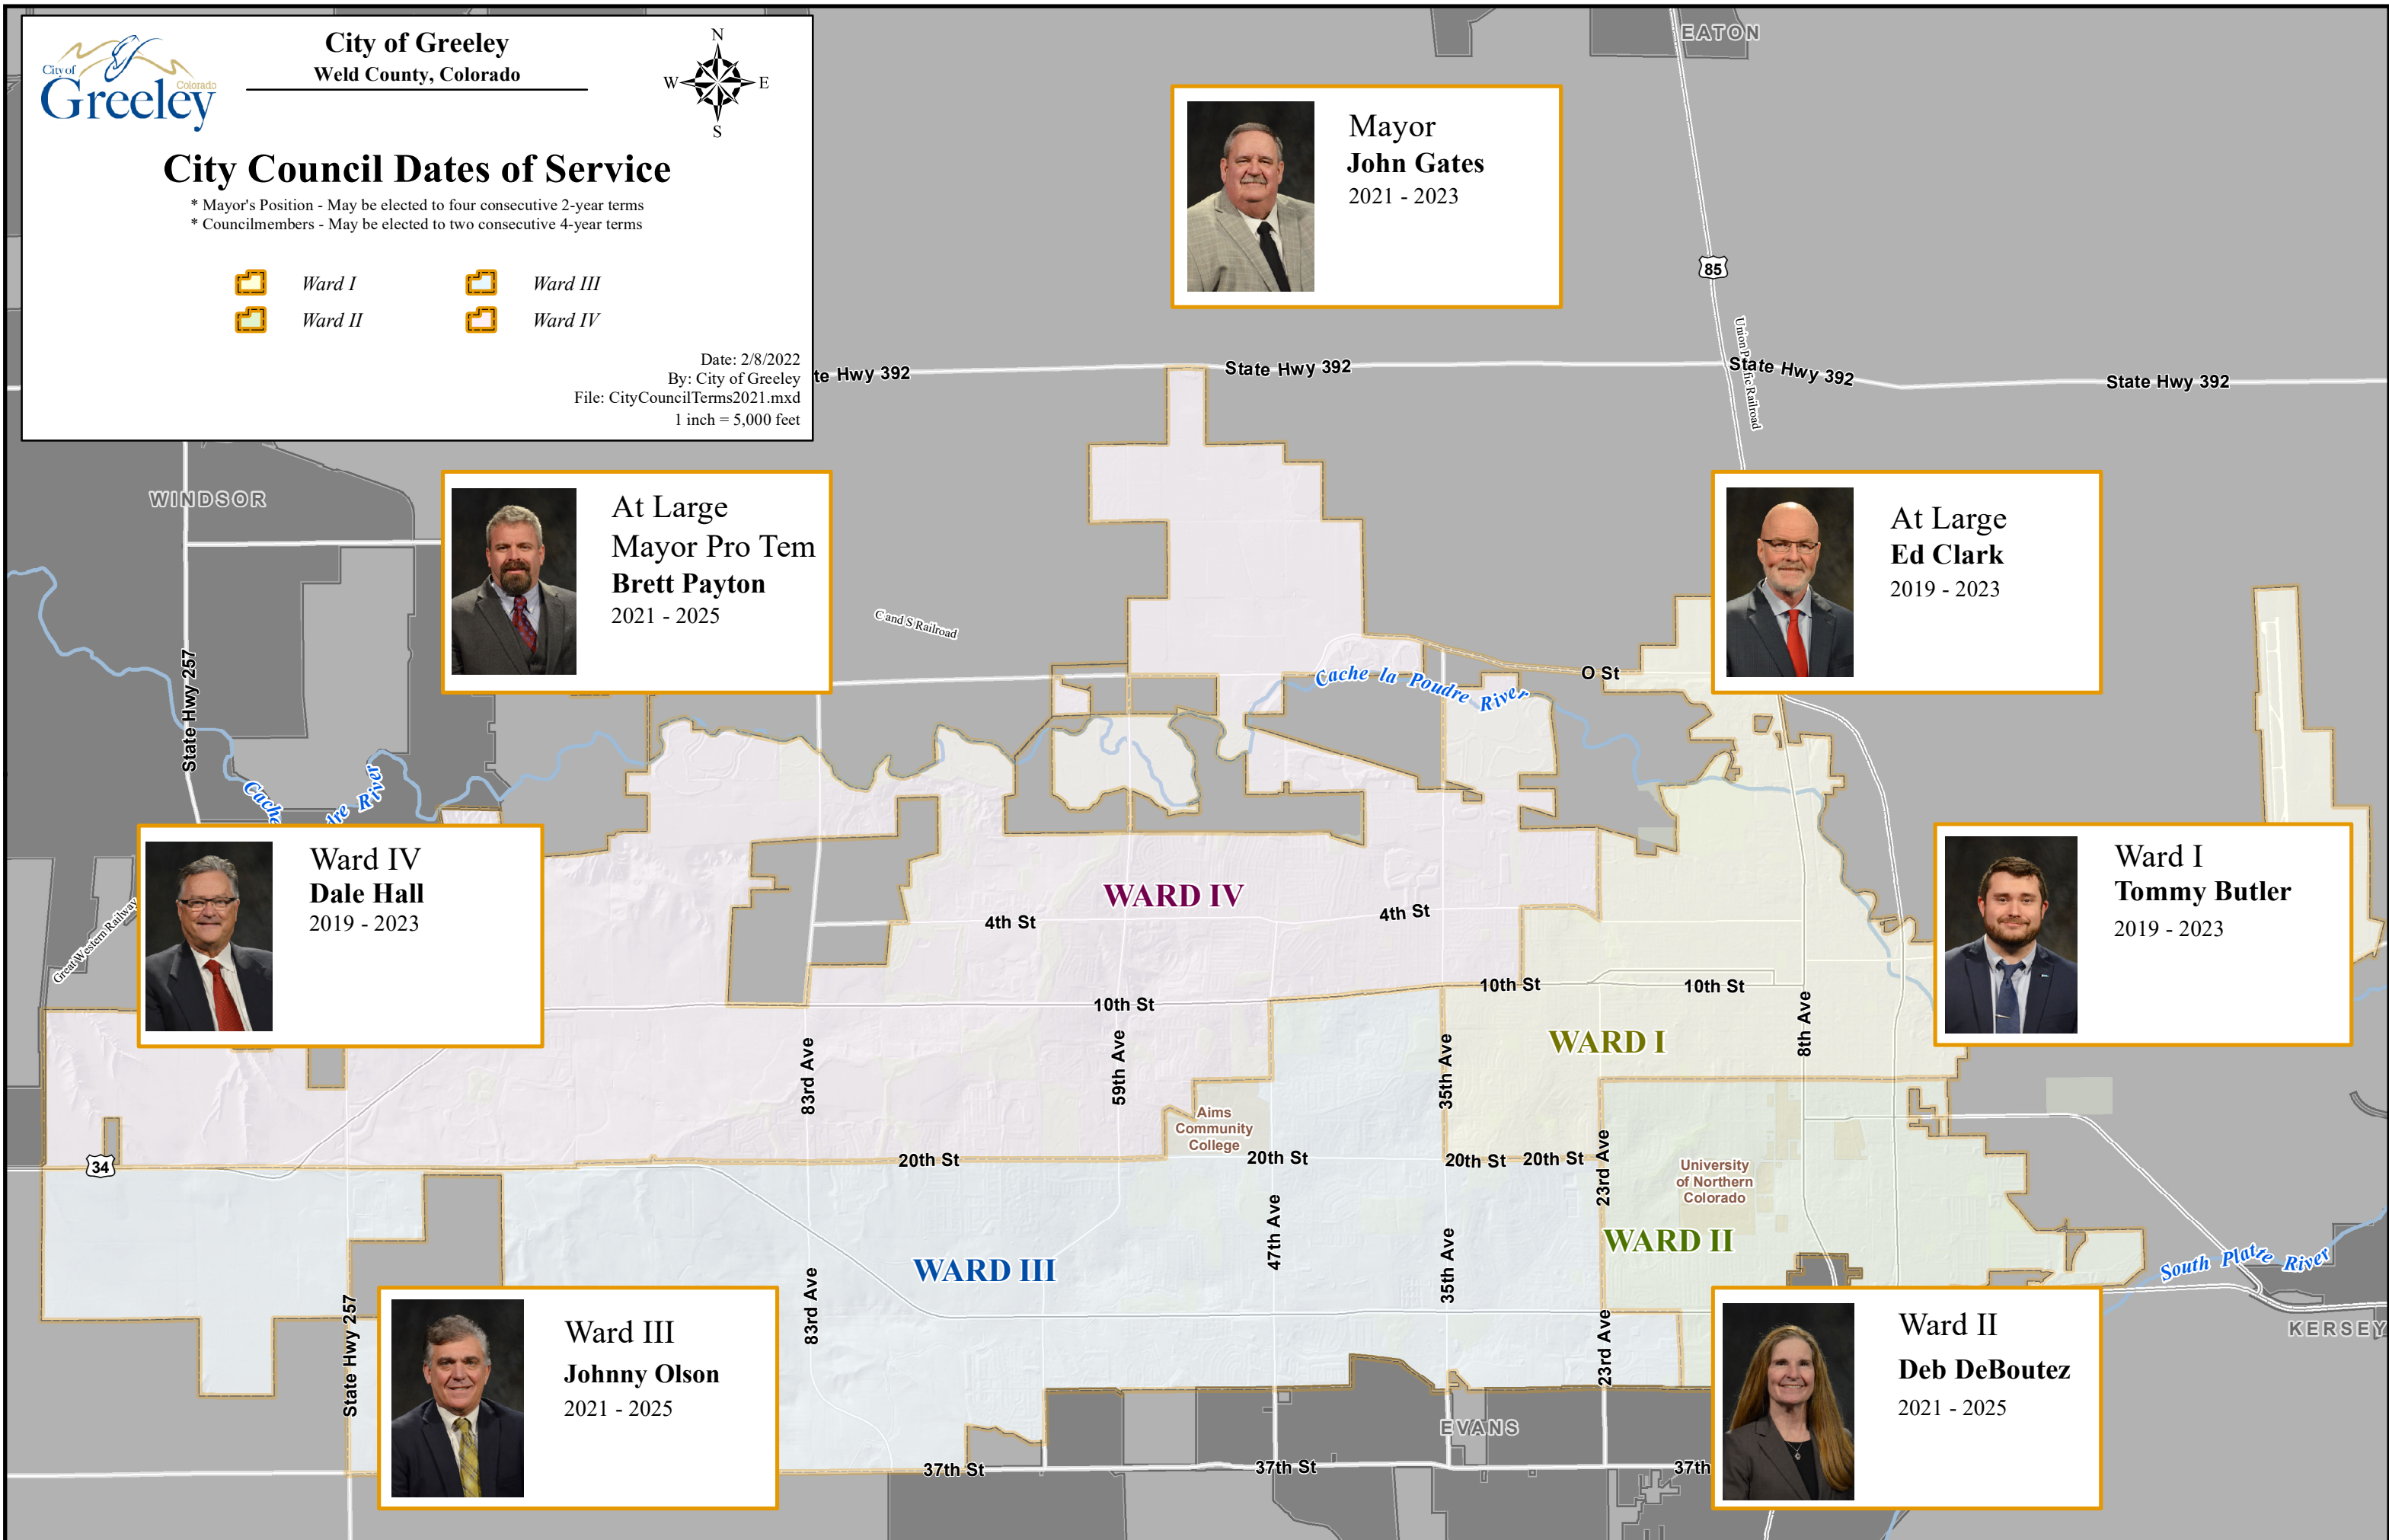 City of
Greeley
Colorado
City of Greeley
Weld County, Colorado
N
W
E
S
City Council Dates of Service
* Mayor's Position - May be elected to four consecutive 2-year terms
* Councilmembers - May be elected to two consecutive 4-year terms
Ward I
Ward III
Ward II
Ward IV
Date: 2/8/2022
By: City of Greeley
File: CityCouncilTerms2021.mxd
1 inch = 5,000 feet
EATON
Mayor
John Gates
2021 - 2023
85
Union Pacific Railroad
te Hwy 392
State Hwy 392
State Hwy 392
State Hwy 392
WINDSOR
At Large
Mayor Pro Tem
Brett Payton
2021 - 2025
At Large
Ed Clark
2019 - 2023
C and S Railroad
State Hwy 257
Cache la Poudre River
O St
Cache
dre River
Ward IV
Dale Hall
2019 - 2023
Great Western Railway
WARD IV
4th St
4th St
Ward I
Tommy Butler
2019 - 2023
10th St
10th St
10th St
WARD I
83rd Ave
59th Ave
35th Ave
8th Ave
Aims
Community
College
34
20th St
20th St
20th St
20th St
23rd Ave
University
of Northern
Colorado
47th Ave
35th Ave
WARD II
WARD III
South Platte River
83rd Ave
State Hwy 257
23rd Ave
KERSEY
Ward III
Johnny Olson
2021 - 2025
Ward II
Deb DeBoutez
2021 - 2025
EVANS
37th St
37th St
37th